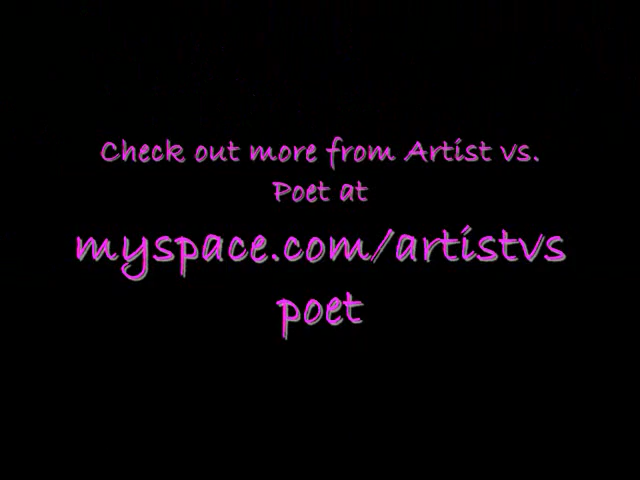 Check out more from Artist vs.
Poet at
myspace.com/artistvs
poet